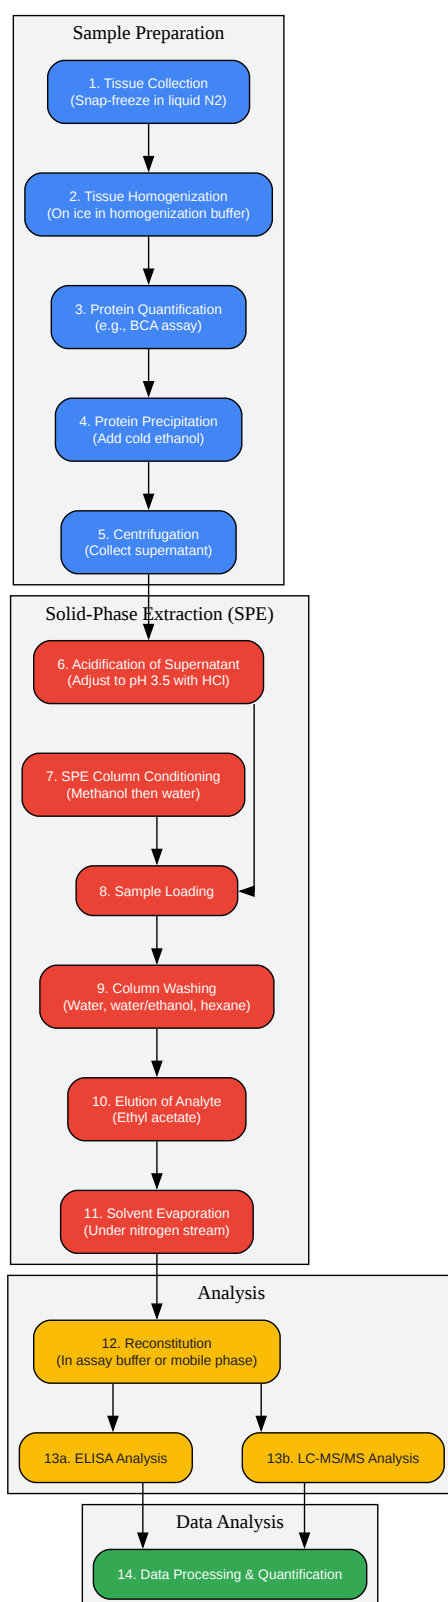 Sample Preparation
1. Tissue Collection
(Snap-freeze in liquid N2)
2. Tissue Homogenization
(On ice in homogenization buffer)
3. Protein Quantification
(e.g., BCA assay)
4. Protein Precipitation
(Add cold ethanol)
5. Centrifugation
(Collect supernatant)
Solid-Phase Extraction (SPE)
6. Acidification of Supernatant
(Adjust to pH 3.5 with HCl)
7. SPE Column Conditioning
(Methanol then water)
8. Sample Loading
9. Column Washing
(Water, water/ethanol, hexane)
10. Elution of Analyte
(Ethyl acetate)
11. Solvent Evaporation
(Under nitrogen stream)
Analysis
12. Reconstitution
(In assay buffer or mobile phase)
13a. ELISA Analysis
13b. LC-MS/MS Analysis
Data Analysis
14. Data Processing & Quantification